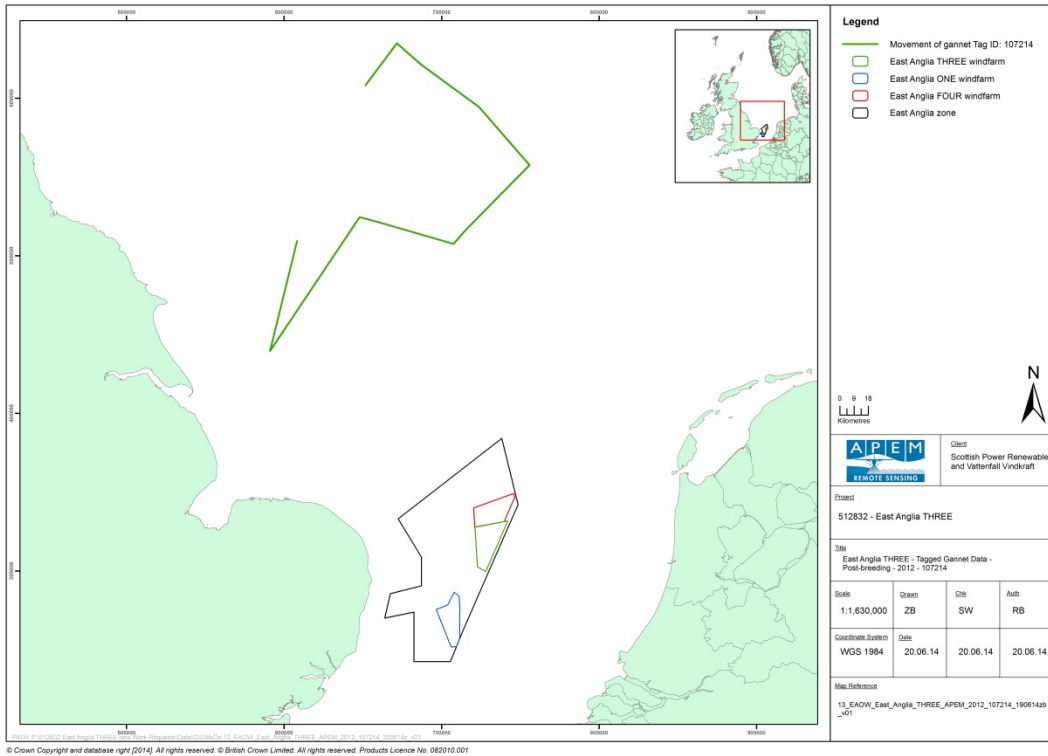 500000
600000
700000
800000
900000
600000
500000
400000
300000
Legend
Movement of gannet Tag ID: 107214
East Anglia THREE windfarm
East Anglia ONE windfarm
East Anglia FOUR windfarm
East Anglia zone
N
0 9 18
Kilometres
APEM
REMOTE SENSING
Client
Scottish Power Renewable
and Vattenfall Vindkraft
Project
512832 - East Anglia THREE
Title
East Anglia THREE - Tagged Gannet Data -
Post-breeding - 2012 - 107214
Scale
1:1,630,000
Drawn
ZB
Chk
SW
Auth
RB
Coordinate System
WGS 1984
Date
20.06.14
20.06.14
20.06.14
Map Reference
13_EAOW_East_Anglia_THREE_APEM_2012_107214_190614zb
_v01
500000
600000
700000
800000
900000
© Crown Copyright and database right [2014]. All rights reserved. © British Crown Limited. All rights reserved. Products Licence No. 082010.001